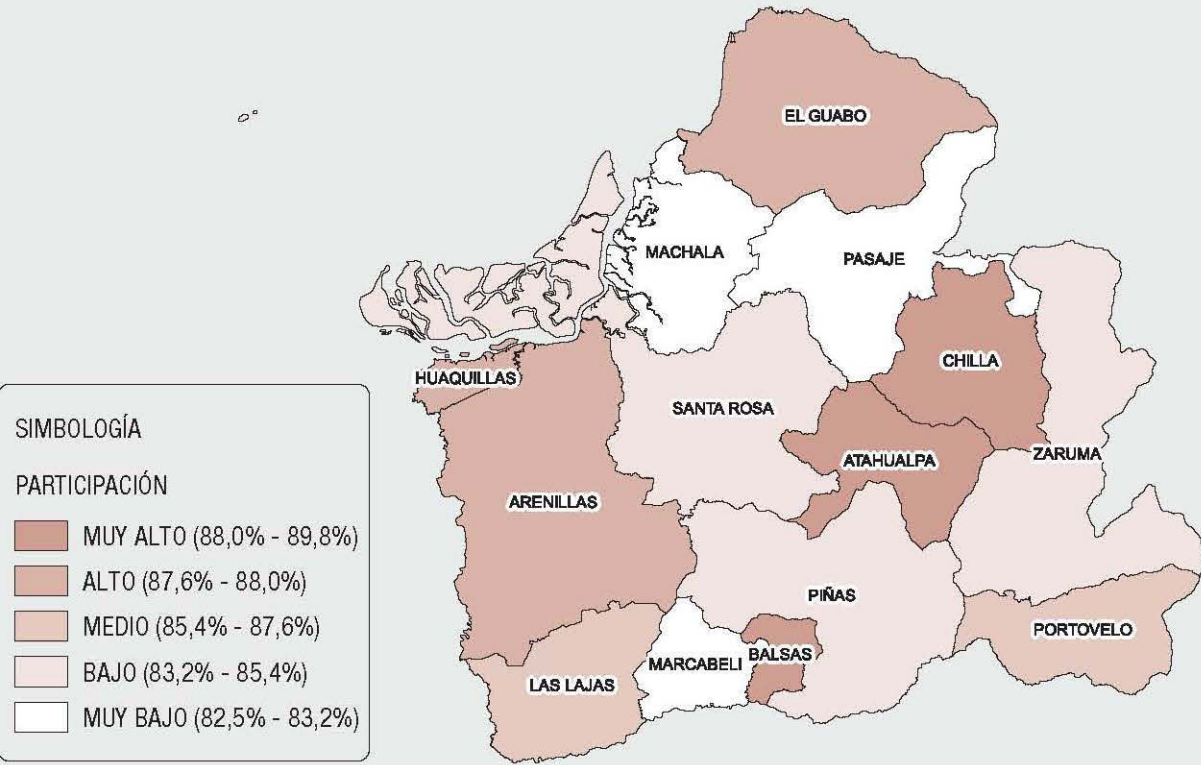 EL GUABO
MACHALA
PASAJE
CHILLA
HUAQUILLAS
SANTA ROSA
ATAHUALPA
ZARUMA
ARENILLAS
PIÑAS
PORTOVELO
MARCABELI
BALSAS
LAS LAJAS
SIMBOLOGÍA
PARTICIPACIÓN
MUY ALTO (88,0% - 89,8%)
ALTO (87,6% - 88,0%)
MEDIO (85,4% - 87,6%)
BAJO (83,2% - 85,4%)
MUY BAJO (82,5% - 83,2%)